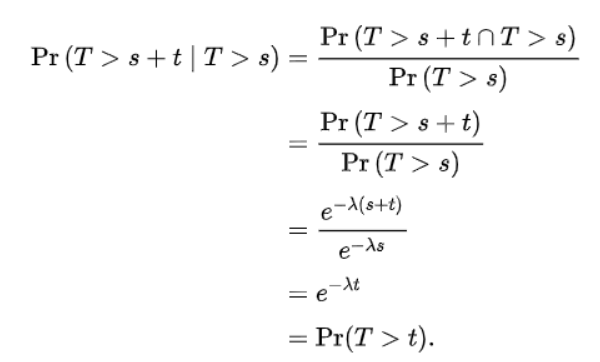 Pr (T > s + t | T > s) = Pr (T > s + t ∩ T > s) / Pr (T > s)
= Pr (T > s + t) / Pr (T > s)
= e^{−λ(s+t)} / e^{−λs}
= e^{−λt}
= Pr(T > t).